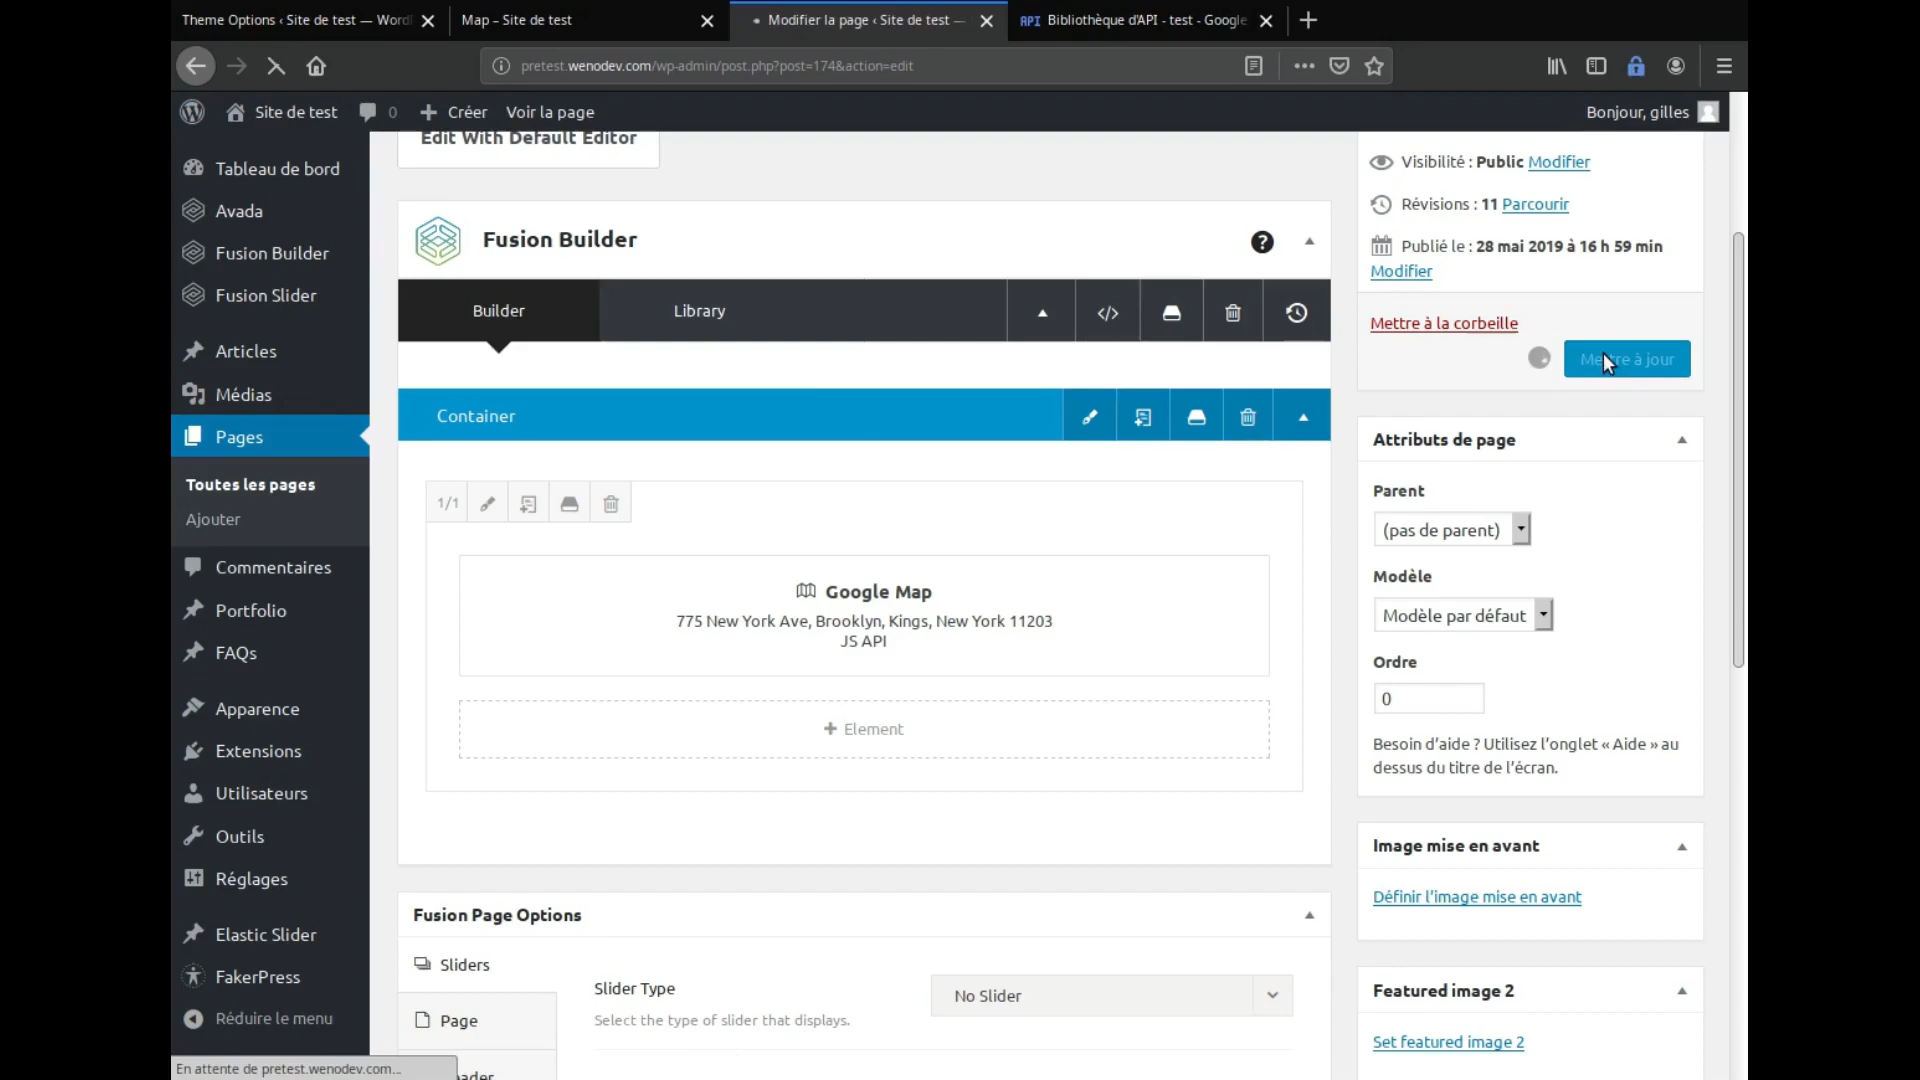 Theme Options ‹ Site de test — Word
Map – Site de test
Modifier la page ‹ Site de test —
API Bibliothèque d'API - test - Google
pretest.wenodev.com/wp-admin/post.php?post=174&action=edit
Site de test
0
Créer
Voir la page
Bonjour, gilles
Tableau de bord
Avada
Fusion Builder
Fusion Slider
Articles
Médias
Pages
Toutes les pages
Ajouter
Commentaires
Portfolio
FAQs
Apparence
Extensions
Utilisateurs
Outils
Réglages
Elastic Slider
FakerPress
Réduire le menu
En attente de pretest.wenodev.com...
Edit With Default Editor
Fusion Builder
?
Builder
Library
</>
Container
1/1
Google Map
775 New York Ave, Brooklyn, Kings, New York 11203
JS API
+ Element
Fusion Page Options
Sliders
Page
Slider Type
Select the type of slider that displays.
No Slider
Visibilité : Public Modifier
Révisions : 11 Parcourir
Publié le : 28 mai 2019 à 16 h 59 min
Modifier
Mettre à la corbeille
Mettre à jour
Attributs de page
Parent
(pas de parent)
Modèle
Modèle par défaut
Ordre
0
Besoin d’aide ? Utilisez l’onglet « Aide » au
dessus du titre de l’écran.
Image mise en avant
Définir l’image mise en avant
Featured image 2
Set featured image 2